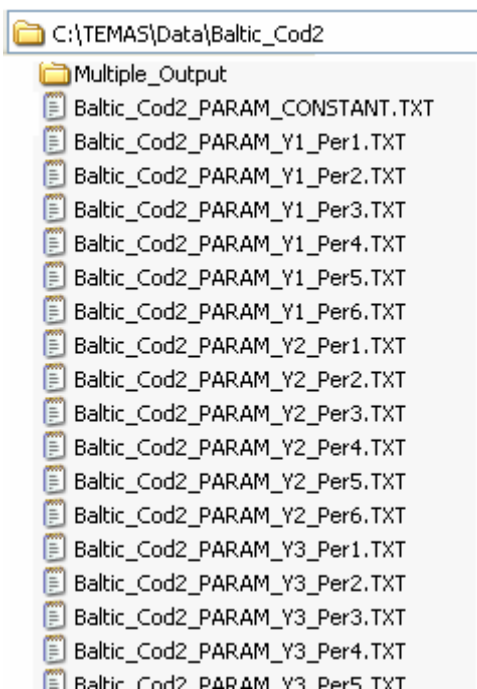 C:\TEMAS\Data\Baltic_Cod2
Multiple_Output
Baltic_Cod2_PARAM_CONSTANT.TXT
Baltic_Cod2_PARAM_Y1_Per1.TXT
Baltic_Cod2_PARAM_Y1_Per2.TXT
Baltic_Cod2_PARAM_Y1_Per3.TXT
Baltic_Cod2_PARAM_Y1_Per4.TXT
Baltic_Cod2_PARAM_Y1_Per5.TXT
Baltic_Cod2_PARAM_Y1_Per6.TXT
Baltic_Cod2_PARAM_Y2_Per1.TXT
Baltic_Cod2_PARAM_Y2_Per2.TXT
Baltic_Cod2_PARAM_Y2_Per3.TXT
Baltic_Cod2_PARAM_Y2_Per4.TXT
Baltic_Cod2_PARAM_Y2_Per5.TXT
Baltic_Cod2_PARAM_Y2_Per6.TXT
Baltic_Cod2_PARAM_Y3_Per1.TXT
Baltic_Cod2_PARAM_Y3_Per2.TXT
Baltic_Cod2_PARAM_Y3_Per3.TXT
Baltic_Cod2_PARAM_Y3_Per4.TXT
Baltic_Cod2_PARAM_Y3_Per5.TXT